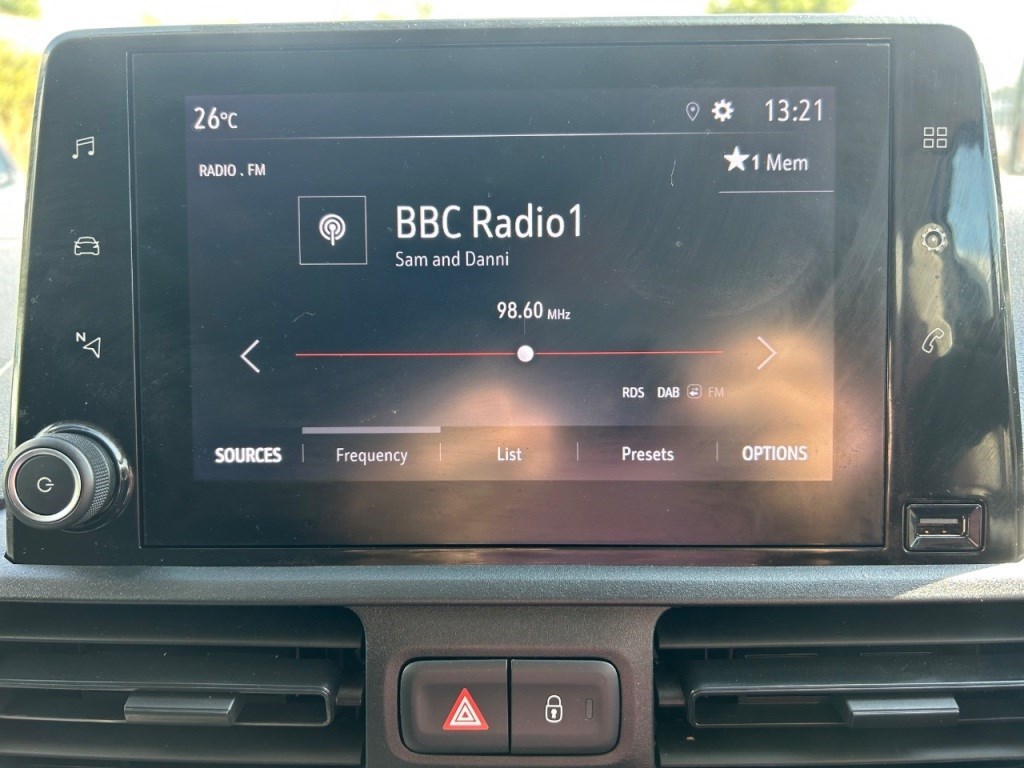 26°C
13:21
RADIO . FM
★1 Mem
BBC Radio1
Sam and Danni
98.60 MHz
N
RDS DAB FM
SOURCES
Frequency
List
Presets
OPTIONS